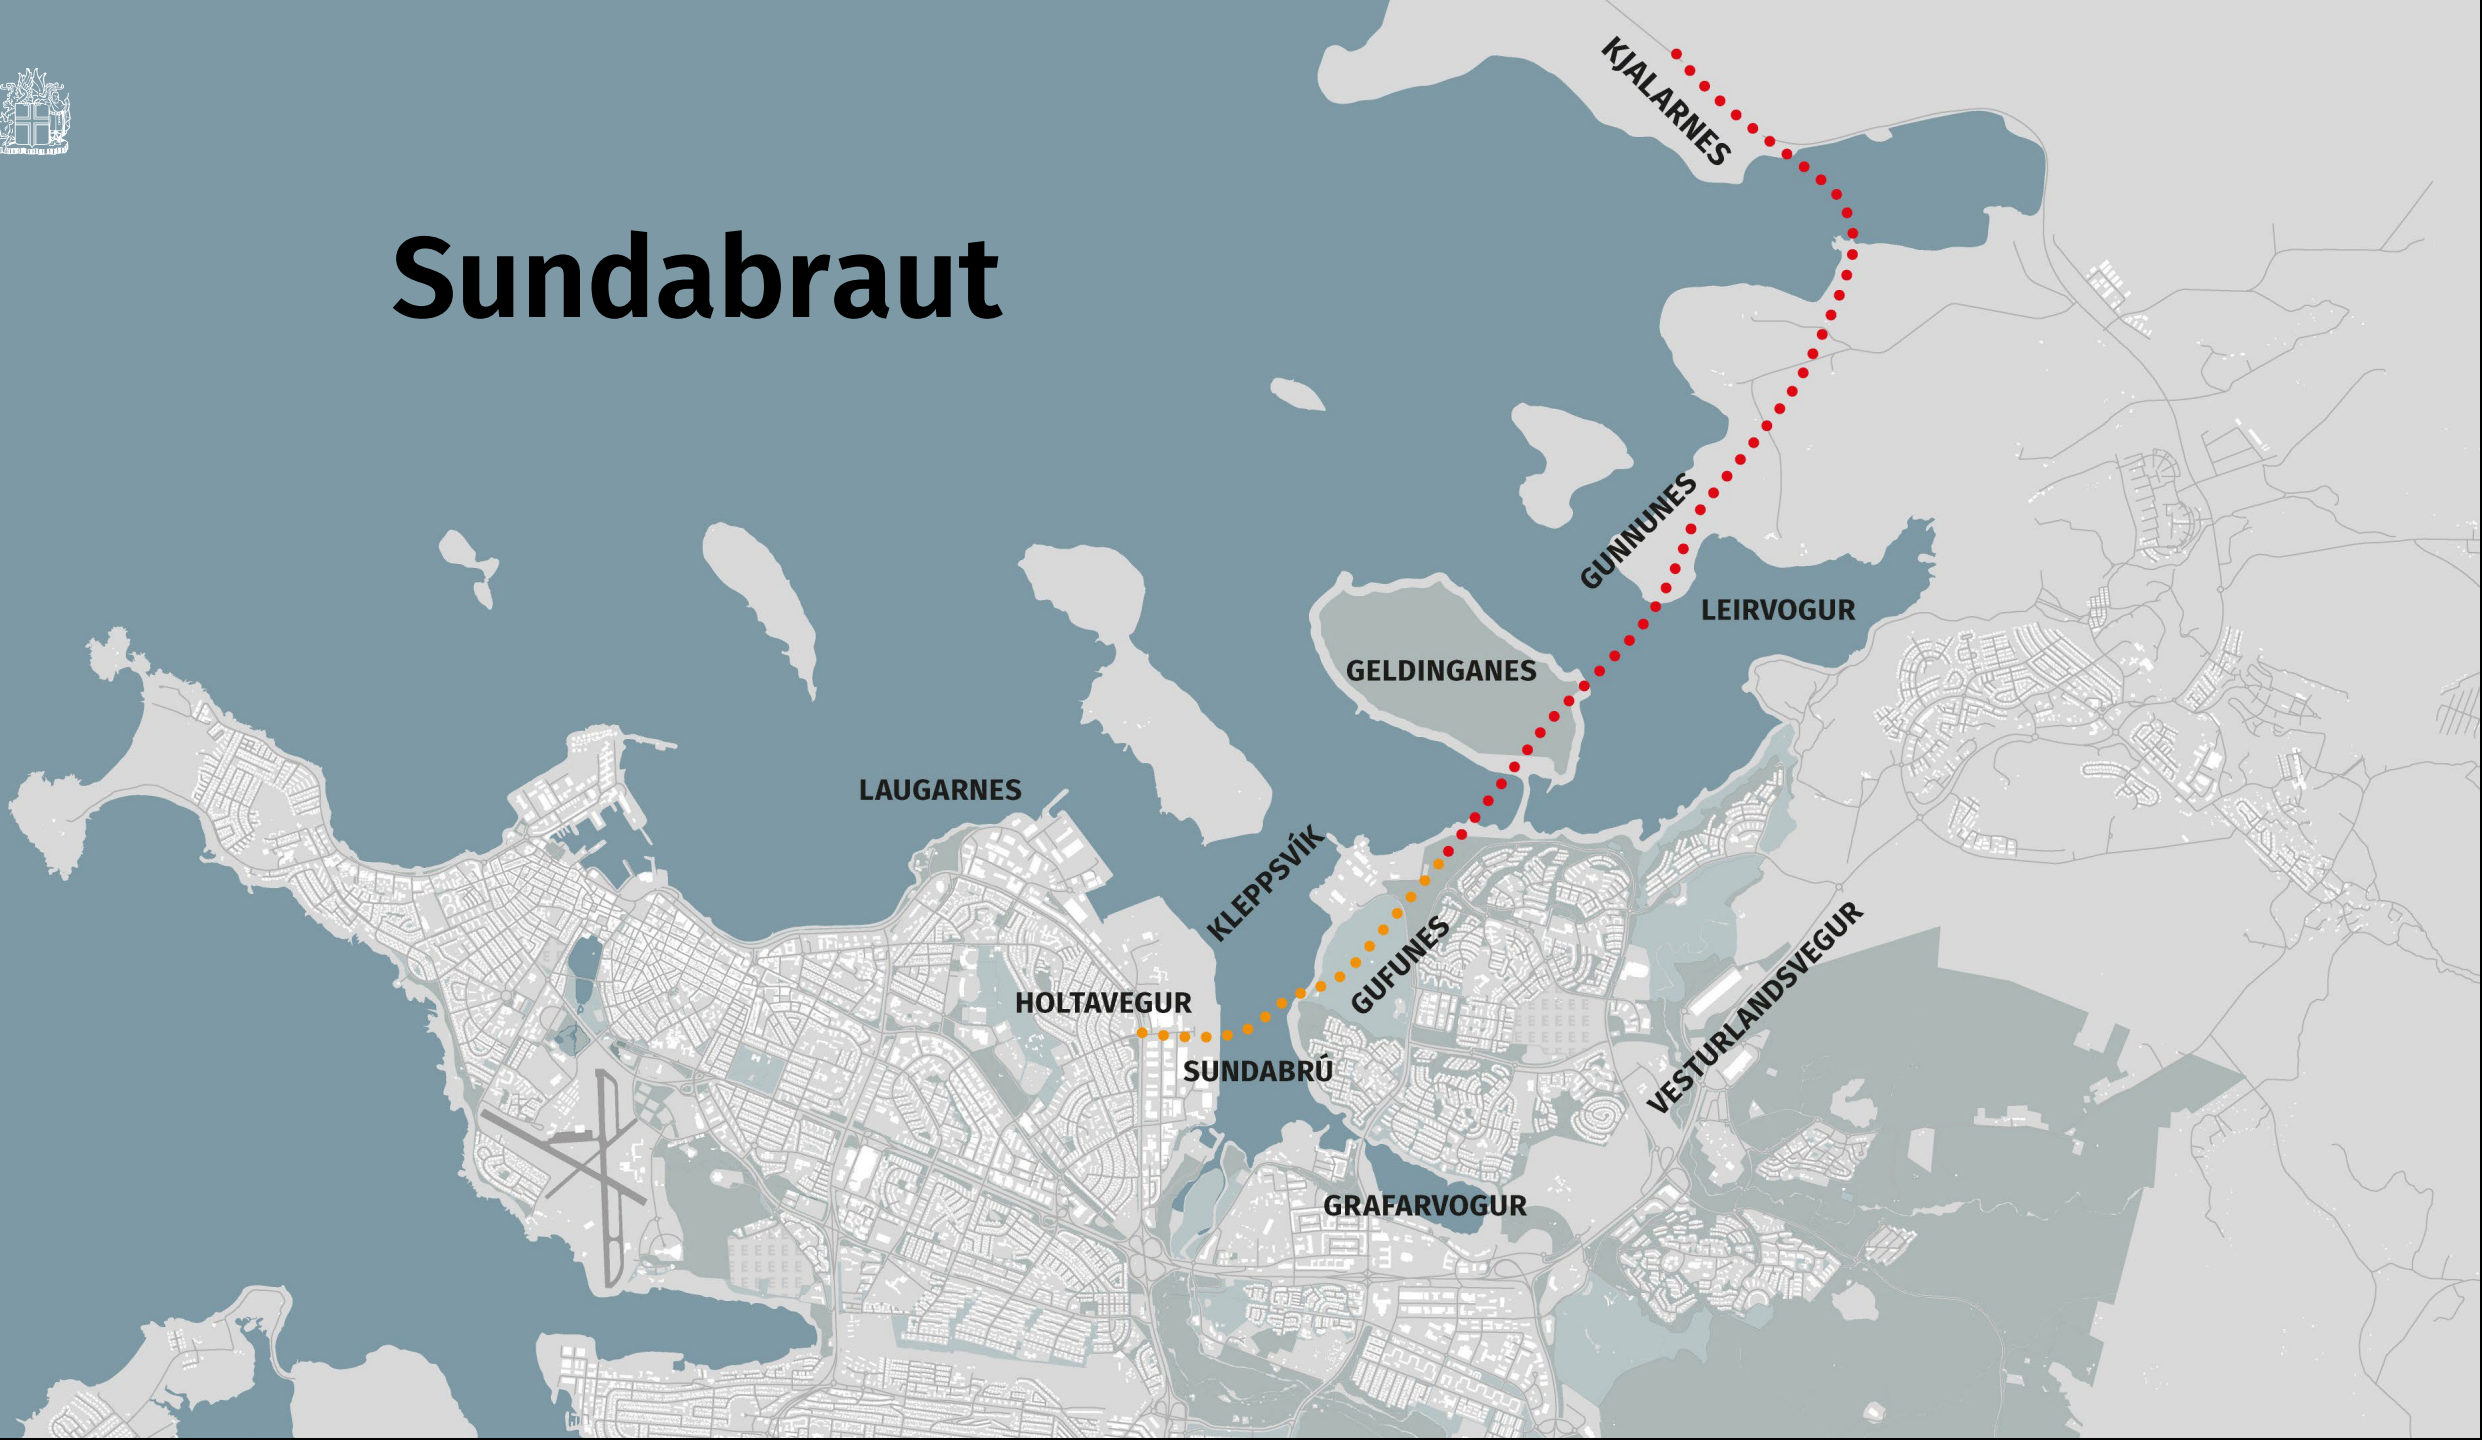 KJALARNES
Sundabraut
GUNNUNES
LEIRVOGUR
GELDINGANES
LAUGARNES
KLEPPSVÍK
GUFUNES
VESTURLANDSVEGUR
HOLTAVEGUR
SUNDABRÚ
GRAFARVOGUR